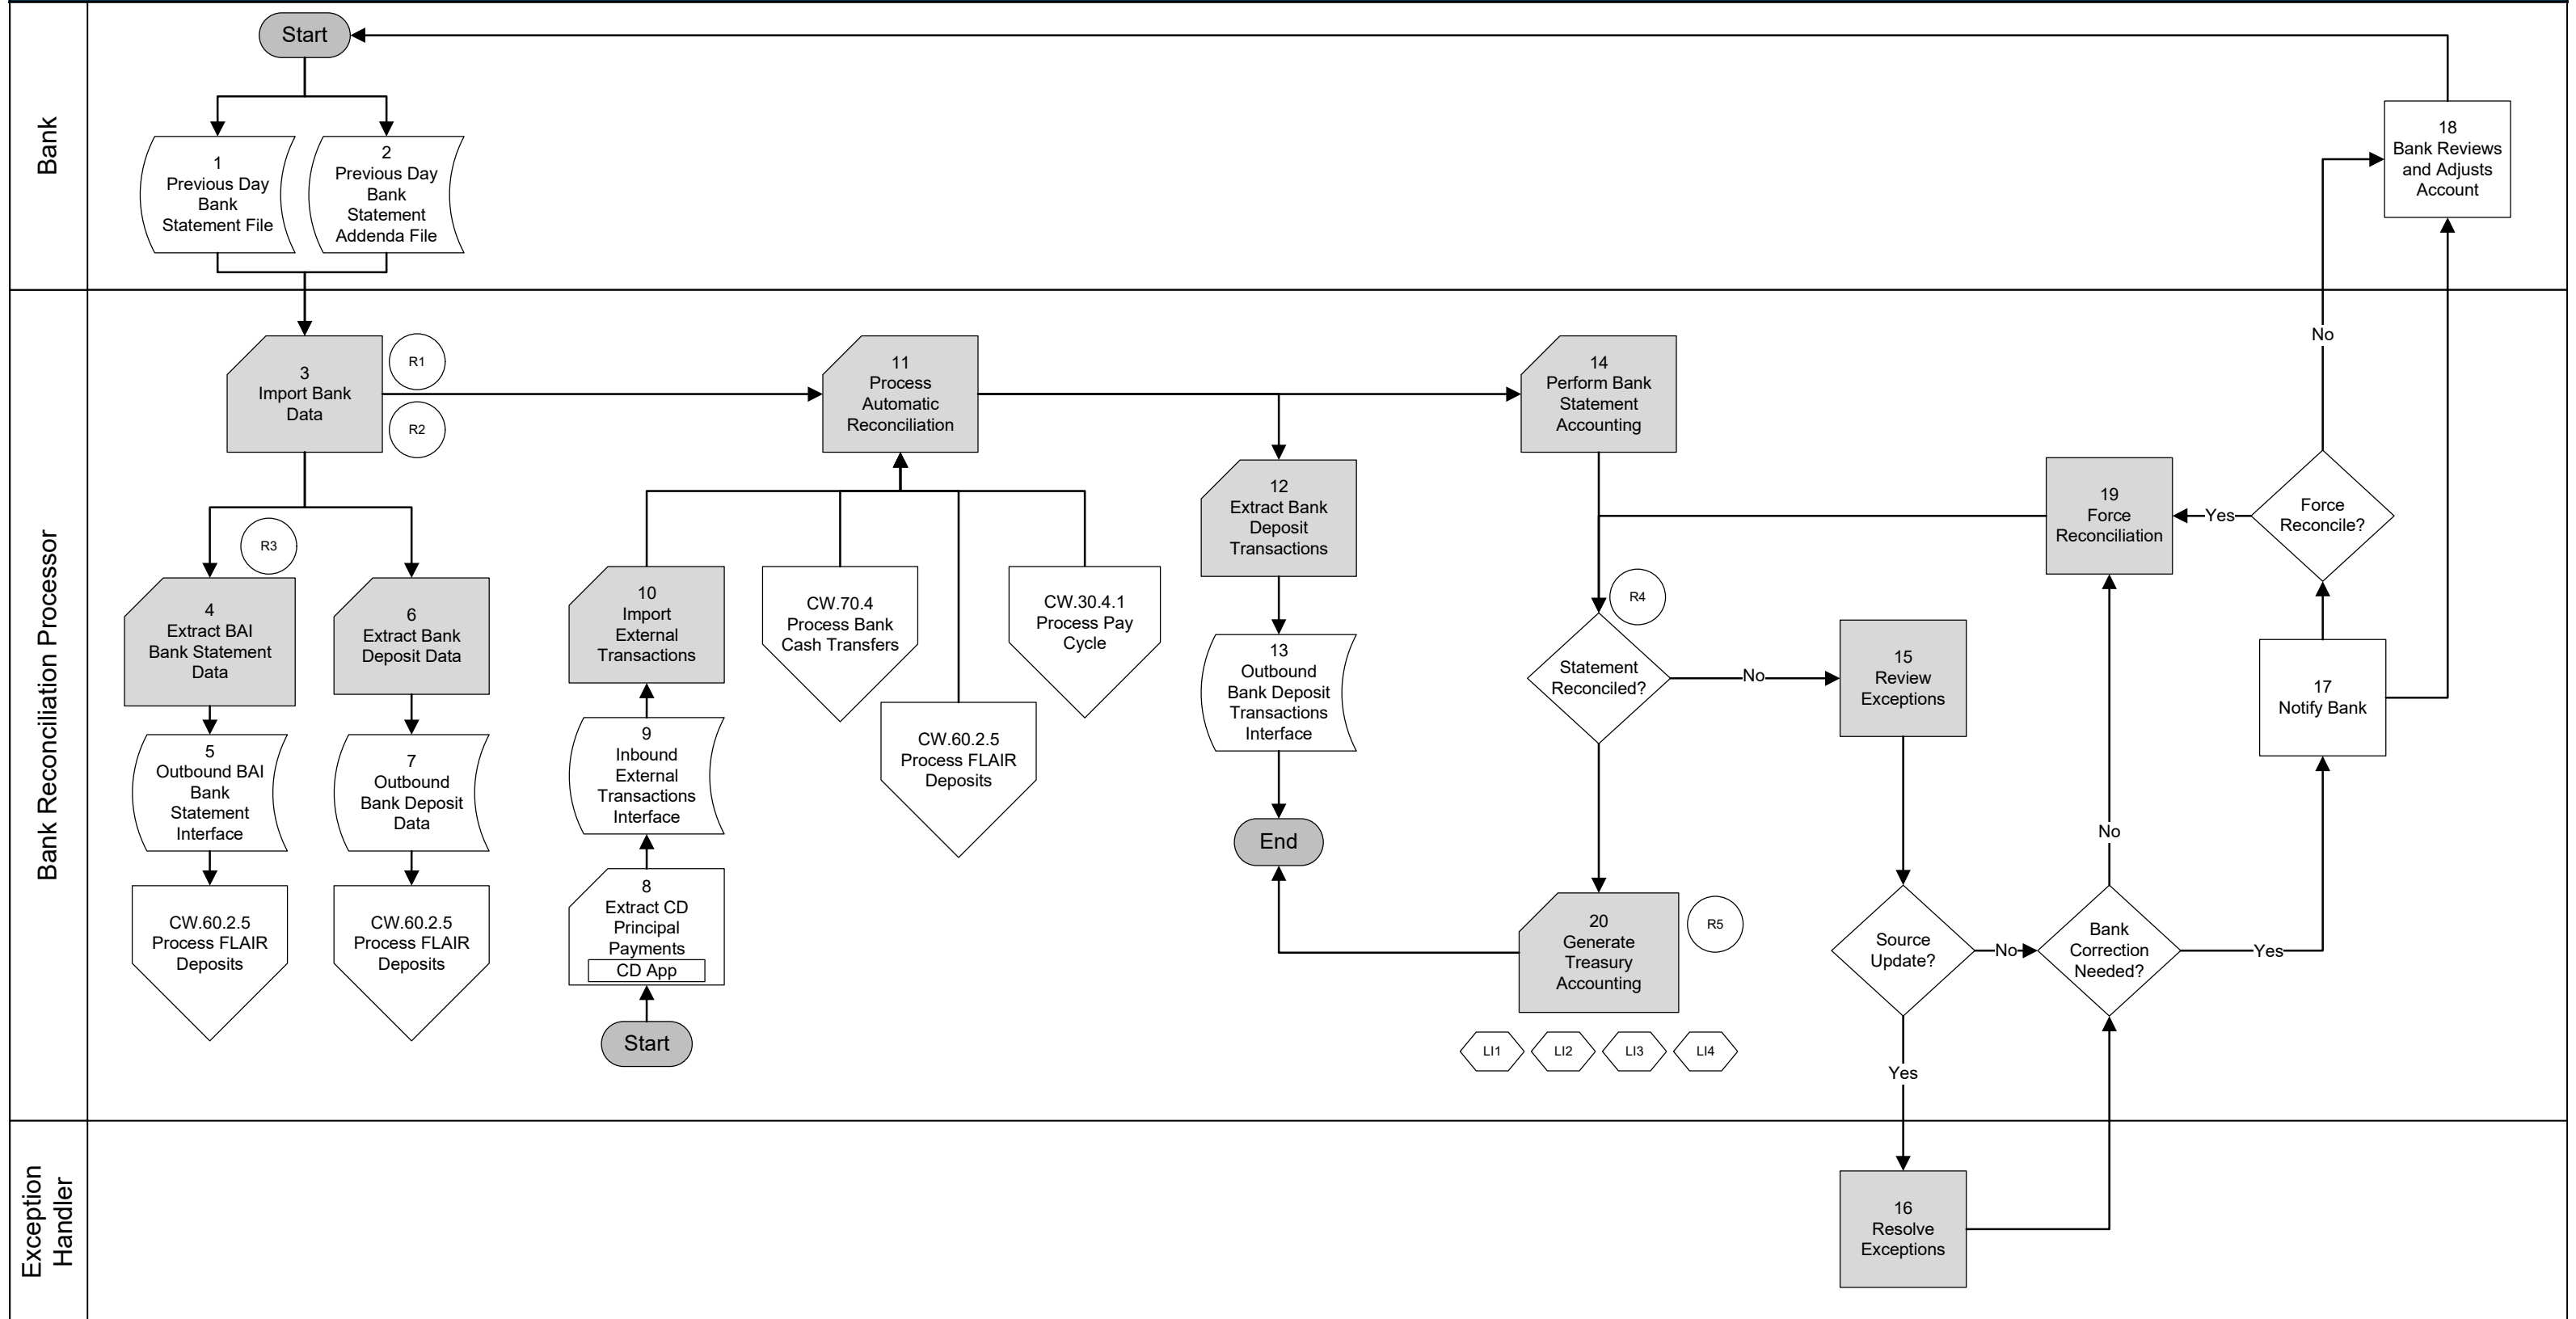 Bank
Start
1
Previous Day
Bank
Statement File
2
Previous Day
Bank
Statement
Addenda File
18
Bank Reviews
and Adjusts
Account
Bank Reconciliation Processor
3
Import Bank
Data
R1
R2
11
Process
Automatic
Reconciliation
14
Perform Bank
Statement
Accounting
No
R3
4
Extract BAI
Bank Statement
Data
6
Extract Bank
Deposit Data
10
Import
External
Transactions
CW.70.4
Process Bank
Cash Transfers
CW.60.2.5
Process FLAIR
Deposits
CW.30.4.1
Process Pay
Cycle
12
Extract Bank
Deposit
Transactions
19
Force
Reconciliation
Yes
Force
Reconcile?
R4
Statement
Reconciled?
No
15
Review
Exceptions
17
Notify Bank
5
Outbound BAI
Bank
Statement
Interface
7
Outbound
Bank Deposit
Data
9
Inbound
External
Transactions
Interface
13
Outbound
Bank Deposit
Transactions
Interface
End
No
CW.60.2.5
Process FLAIR
Deposits
CW.60.2.5
Process FLAIR
Deposits
8
Extract CD
Principal
Payments
CD App
Start
20
Generate
Treasury
Accounting
R5
Source
Update?
No
Bank
Correction
Needed?
Yes
LI1
LI2
LI3
LI4
Yes
Exception
Handler
16
Resolve
Exceptions